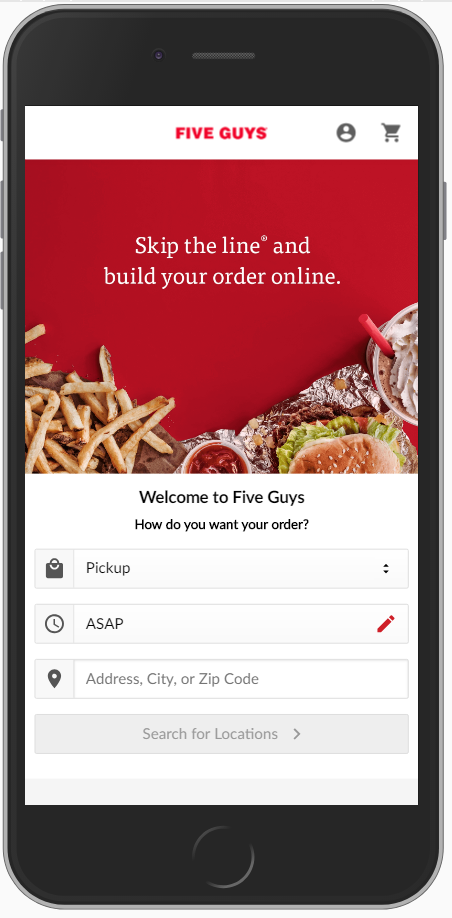 FIVE GUYS
Skip the line® and
build your order online.
Welcome to Five Guys
How do you want your order?
Pickup
ASAP
Address, City, or Zip Code
Search for Locations